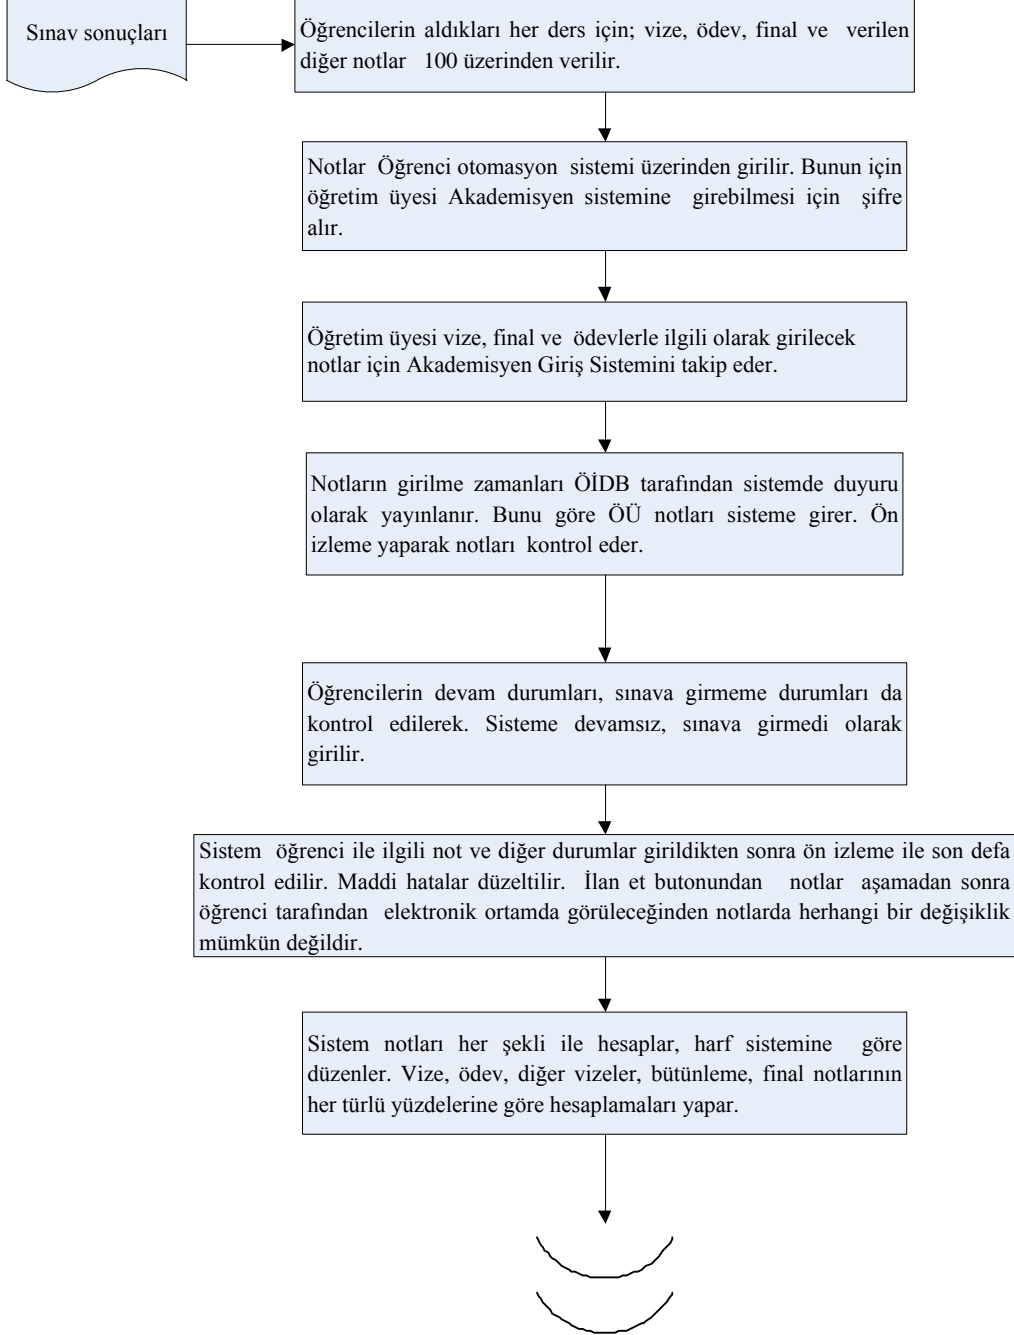 Sınav sonuçları
Öğrencilerin aldıkları her ders için; vize, ödev, final ve verilen
diğer notlar 100 üzerinden verilir.
Notlar Öğrenci otomasyon sistemi üzerinden girilir. Bunun için
öğretim üyesi Akademisyen sistemine girebilmesi için şifre
alır.
Öğretim üyesi vize, final ve ödevlerle ilgili olarak girilecek
notlar için Akademisyen Giriş Sistemini takip eder.
Notların girilme zamanları ÖİDB tarafından sistemde duyuru
olarak yayınlanır. Bunu göre ÖÜ notları sisteme girer. Ön
izleme yaparak notları kontrol eder.
Öğrencilerin devam durumları, sınava girmeme durumları da
kontrol edilerek. Sisteme devamsız, sınava girmedi olarak
girilir.
Sistem öğrenci ile ilgili not ve diğer durumlar girildikten sonra ön izleme ile son defa
kontrol edilir. Maddi hatalar düzeltilir. İlan et butonundan notlar aşamadan sonra
öğrenci tarafından elektronik ortamda görüleceğinden notlarda herhangi bir değişiklik
mümkün değildir.
Sistem notları her şekli ile hesaplar, harf sistemine göre
düzenler. Vize, ödev, diğer vizeler, bütünleme, final notlarının
her türlü yüzdelerine göre hesaplamaları yapar.